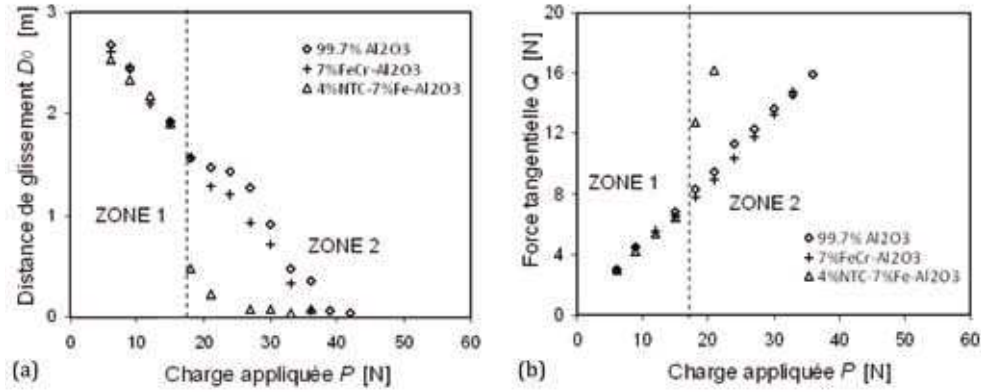 3
2
1
0
Distance de glissement D₀ [m]
99.7% Al2O3
7%FeCr-Al2O3
4%NTC-7%Fe-Al2O3
ZONE 1
ZONE 2
0 10 20 30 40 50 60
(a)
Charge appliquée P [N]
20
16
12
8
4
0
Force tangentielle Q [N]
ZONE 1
ZONE 2
99.7% Al2O3
7%FeCr-Al2O3
4%NTC-7%Fe-Al2O3
0 10 20 30 40 50 60
(b)
Charge appliquée P [N]